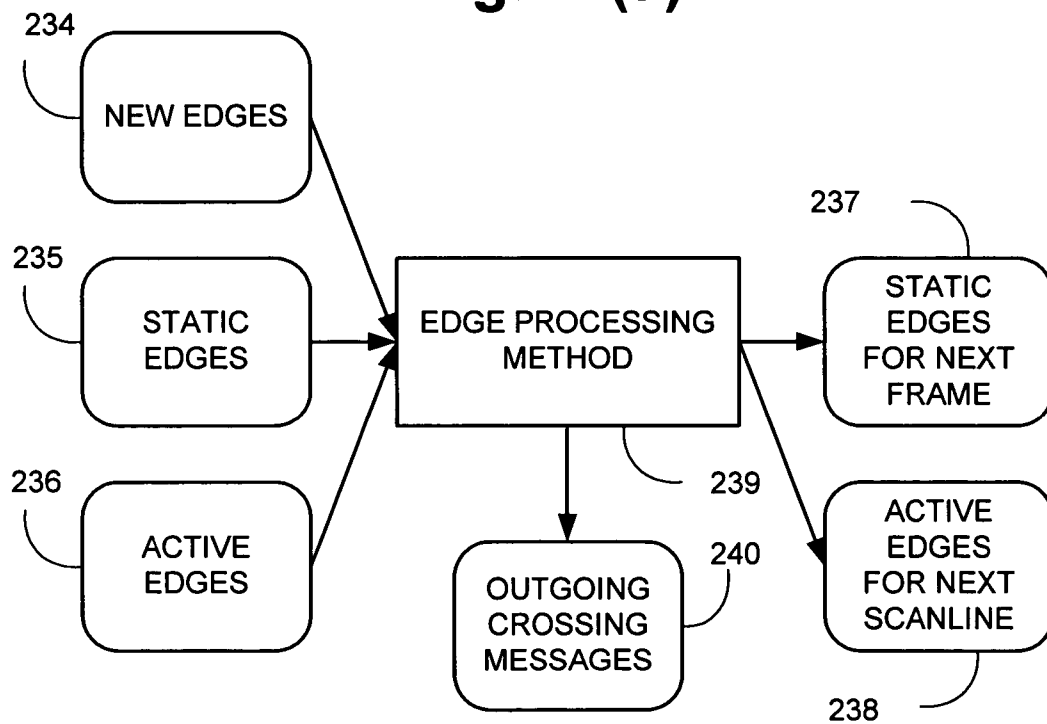 234
NEW EDGES
235
STATIC
EDGES
236
ACTIVE
EDGES
EDGE PROCESSING
METHOD
239
240
OUTGOING
CROSSING
MESSAGES
237
STATIC
EDGES
FOR NEXT
FRAME
ACTIVE
EDGES
FOR NEXT
SCANLINE
238